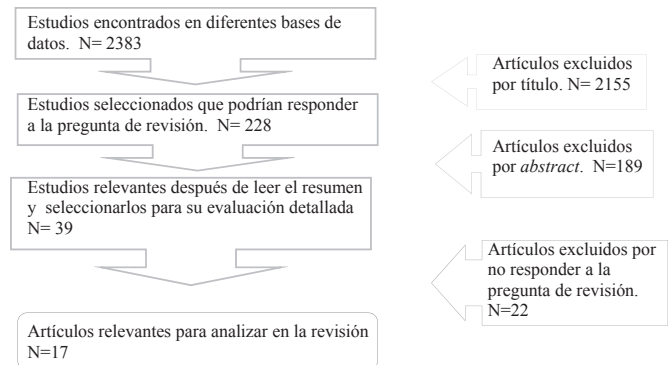 Estudios encontrados en diferentes bases de
datos. N= 2383
Artículos excluidos
por título. N= 2155
Estudios seleccionados que podrían responder
a la pregunta de revisión. N= 228
Artículos excluidos
por abstract. N=189
Estudios relevantes después de leer el resumen
y seleccionarlos para su evaluación detallada
N= 39
Artículos excluidos por
no responder a la
pregunta de revisión.
N=22
Artículos relevantes para analizar en la revisión
N=17